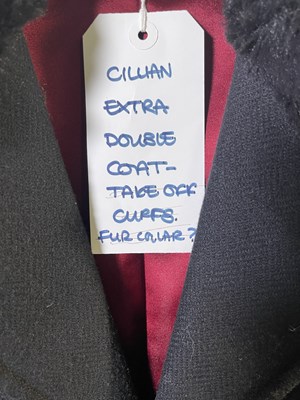 CILLIAN
EXTRA
DOUBLE
COAT-
TAKE OFF
CUFFS.
FUR COLLAR?